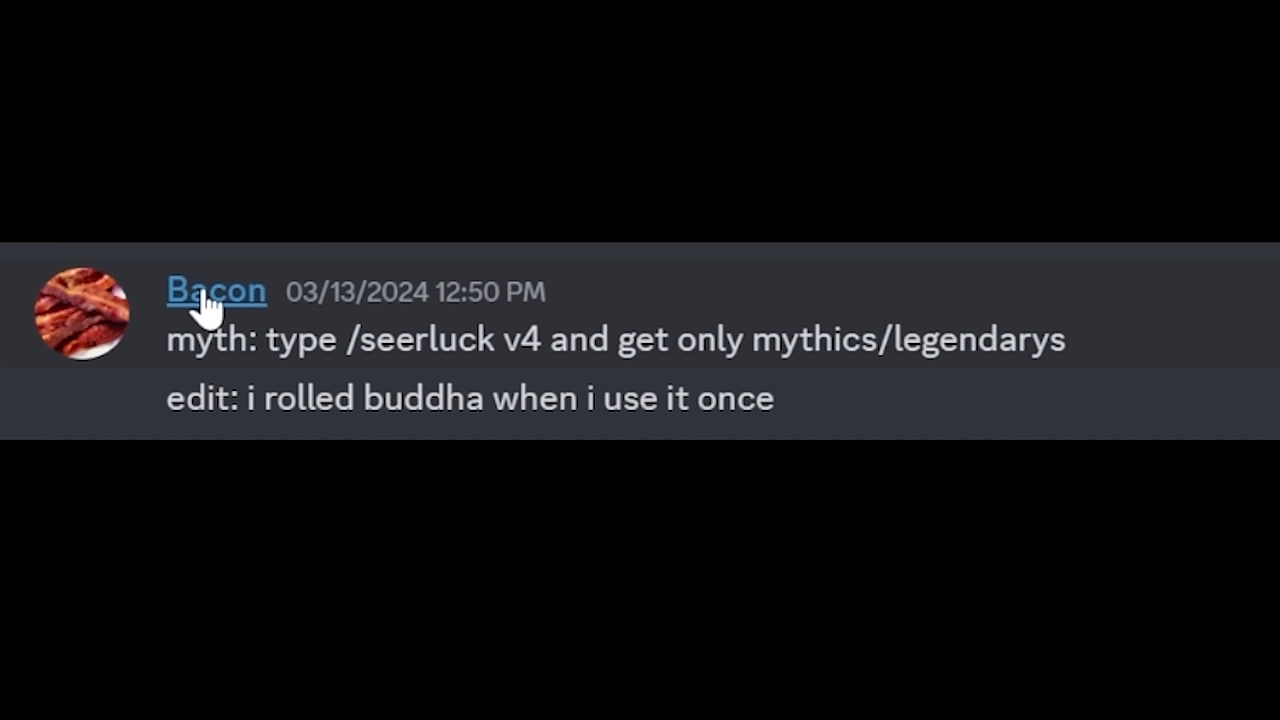 Bacon 03/13/2024 12:50 PM
myth: type /seerluck v4 and get only mythics/legendarys
edit: i rolled buddha when i use it once